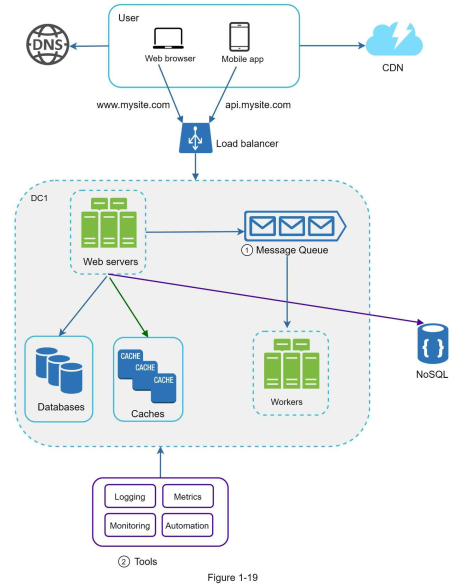 User
DNS
Web browser
Mobile app
CDN
www.mysite.com
api.mysite.com
Load balancer
DC1
Web servers
1 Message Queue
NoSQL
Databases
CACHE
CACHE
CACHE
Caches
Workers
Logging
Metrics
Monitoring
Automation
2 Tools
Figure 1-19